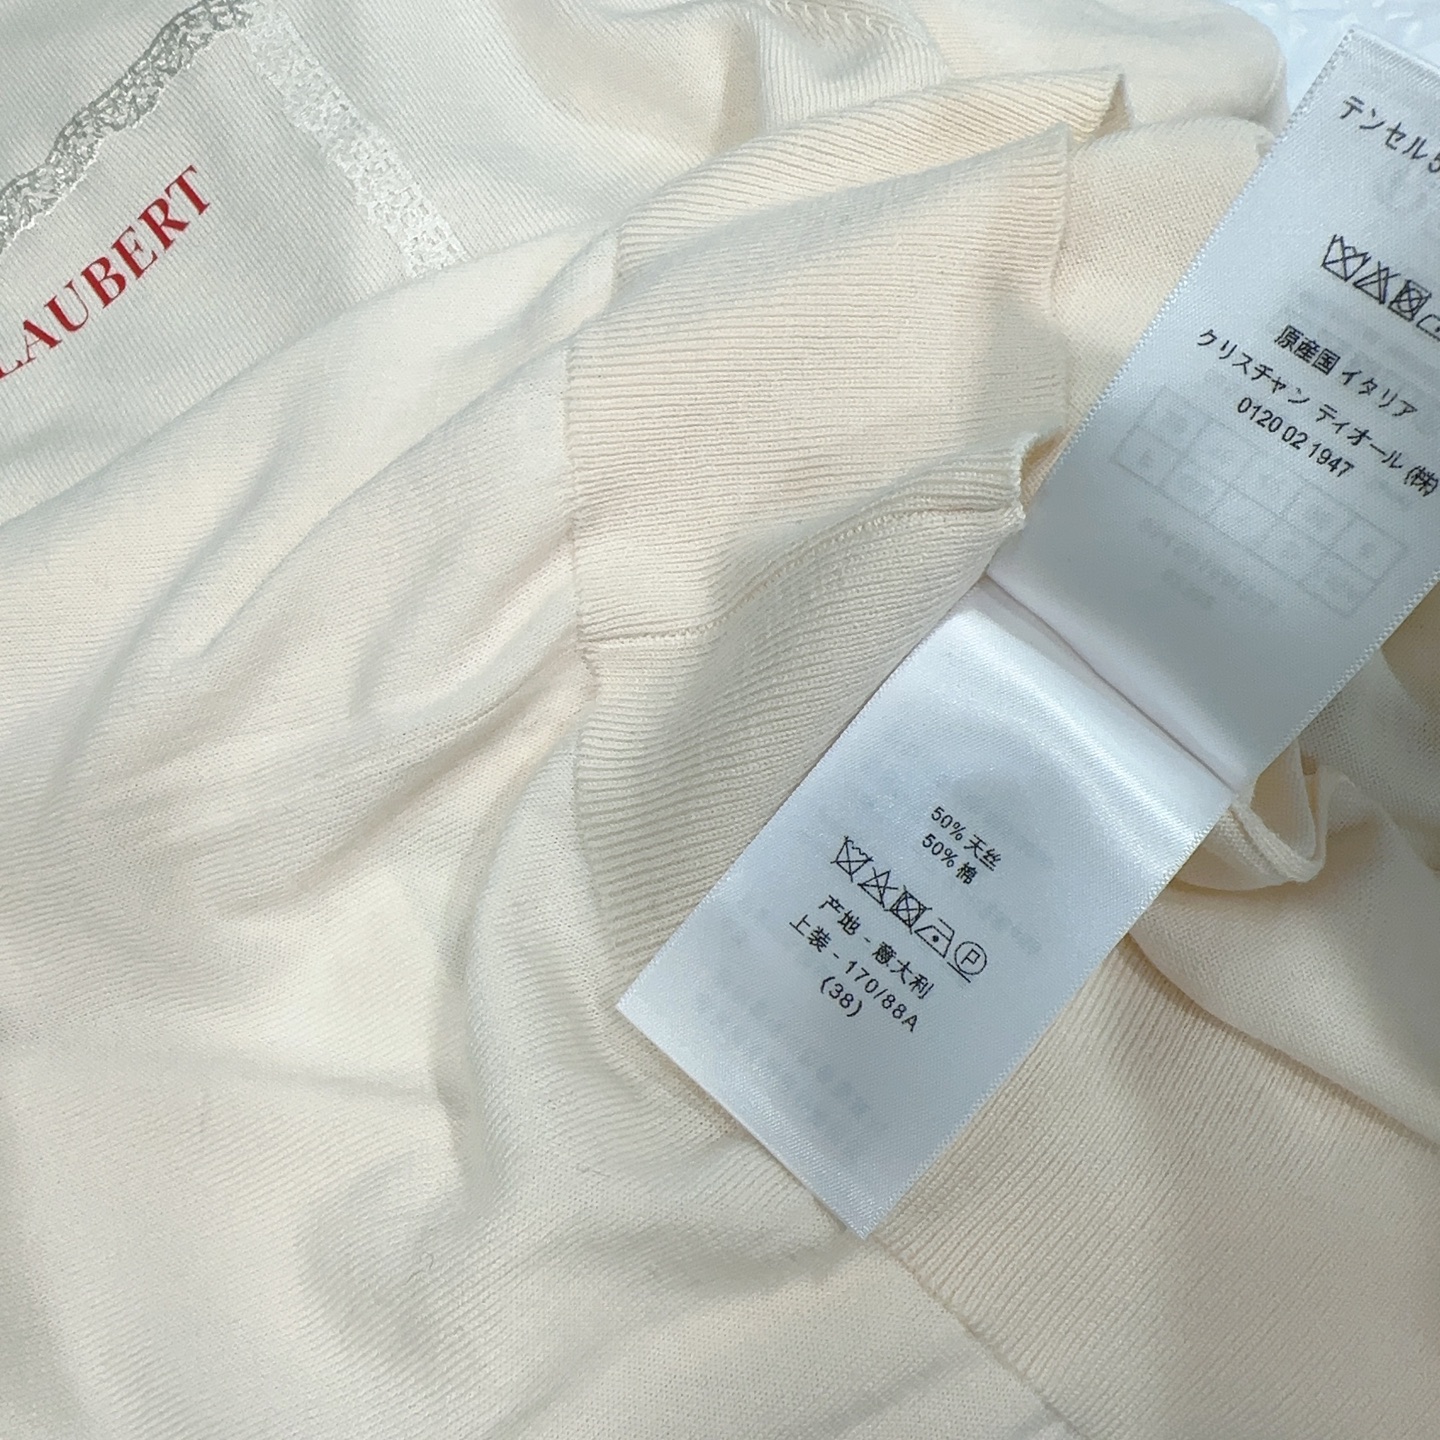 LAUBERT
テンセル5
原産国 イタリア
クリスチャン ディオール (株)
0120 02 1947
50% 天丝
50% 棉
P
产地 - 意大利
上装 - 170/88A
(38)